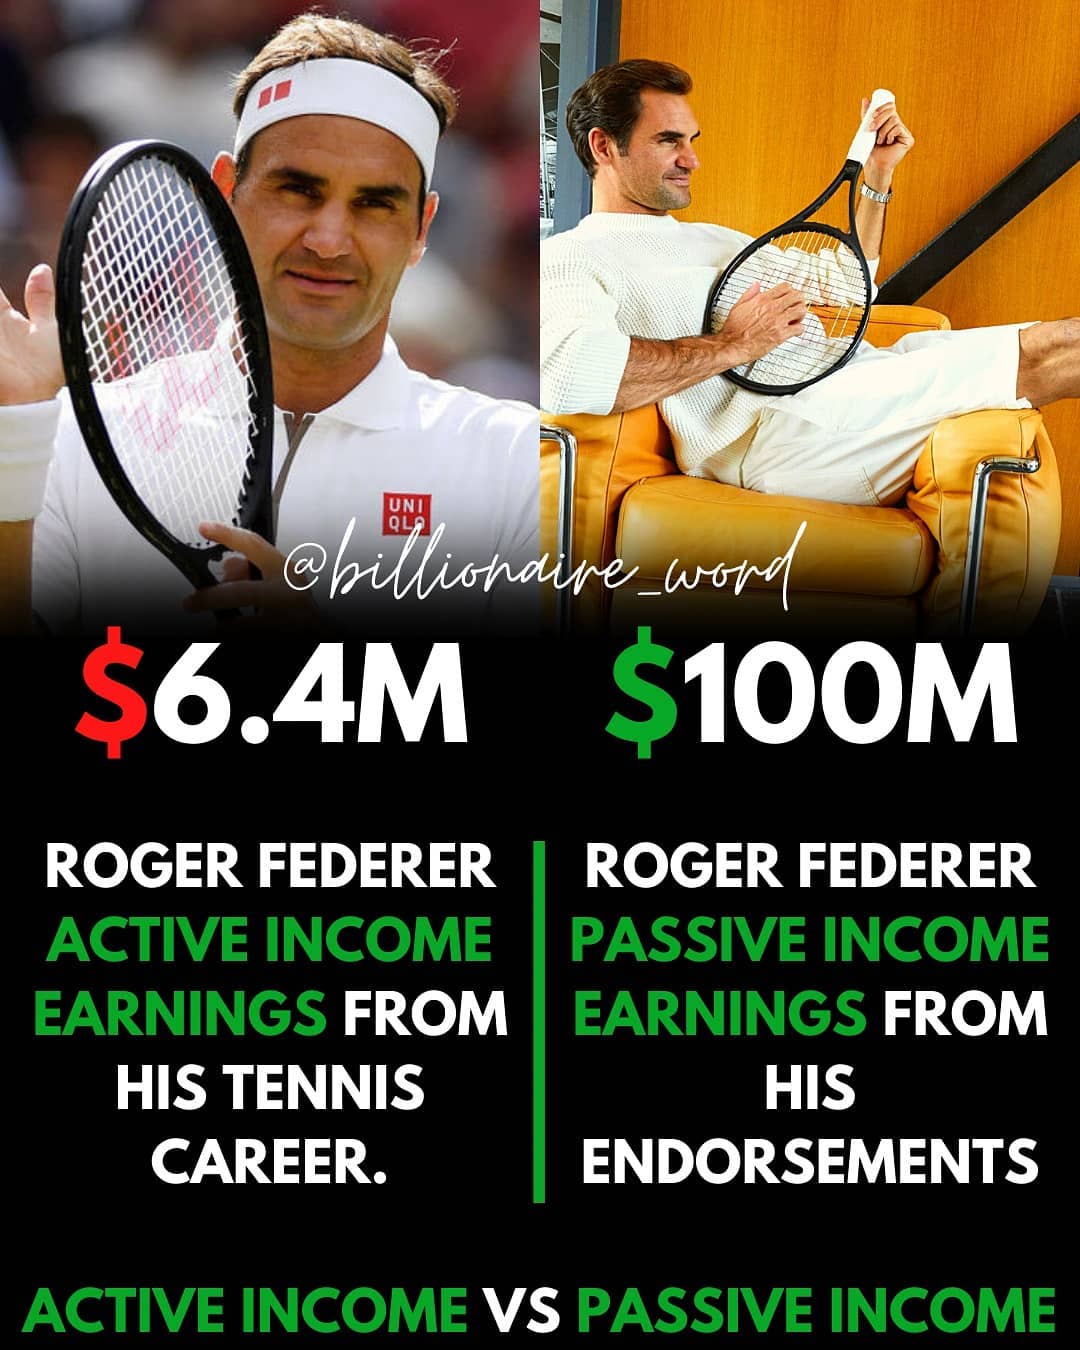 UNI
QLO
@billionaire_word
$6.4M
$100M
ROGER FEDERER
ACTIVE INCOME
EARNINGS FROM
HIS TENNIS
CAREER.
ROGER FEDERER
PASSIVE INCOME
EARNINGS FROM
HIS
ENDORSEMENTS
ACTIVE INCOME VS PASSIVE INCOME